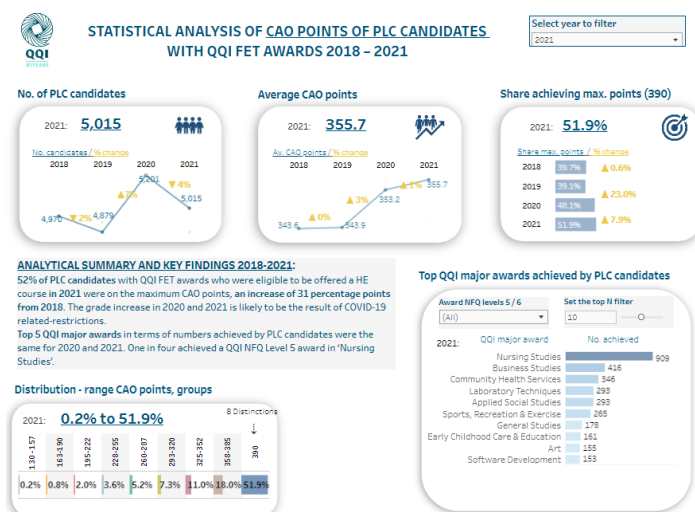 QQI
STATISTICAL ANALYSIS OF CAO POINTS OF PLC CANDIDATES
WITH QQI FET AWARDS 2018 – 2021
Select year to filter
2021
No. of PLC candidates
2021: 5,015
No. candidates / % change
2018 2019 2020 2021
4,970 ▼2% 4,879 ▲7% 5,201 ▼4% 5,015
Average CAO points
2021: 355.7
Av. CAO points / % change
2018 2019 2020 2021
343.6 ▲0% 343.9 ▲3% 353.2 ▲1% 355.7
Share achieving max. points (390)
2021: 51.9%
Share max. points / % change
2018 39.7% ▲0.6%
2019 39.1%
▲23.0%
2020 48.1%
2021 51.9% ▲7.9%
ANALYTICAL SUMMARY AND KEY FINDINGS 2018-2021:
52% of PLC candidates with QQI FET awards who were eligible to be offered a HE
course in 2021 were on the maximum CAO points, an increase of 31 percentage points
from 2018. The grade increase in 2020 and 2021 is likely to be the result of COVID-19
related-restrictions.
Top 5 QQI major awards in terms of numbers achieved by PLC candidates were the
same for 2020 and 2021. One in four achieved a QQI NFQ Level 5 award in 'Nursing
Studies'.
Top QQI major awards achieved by PLC candidates
Award NFQ levels 5 / 6
(All)
Set the top N filter
10
2021: QQI major award No. achieved
Nursing Studies 909
Business Studies 416
Community Health Services 346
Laboratory Techniques 293
Applied Social Studies 293
Sports, Recreation & Exercise 265
General Studies 178
Early Childhood Care & Education 161
Art 155
Software Development 153
Distribution - range CAO points, groups
2021: 0.2% to 51.9%
8 Distinctions
↓
130-157 163-190 195-222 228-255 260-287 293-320 325-352 358-385 390
0.2% 0.8% 2.0% 3.6% 5.2% 7.3% 11.0% 18.0% 51.9%